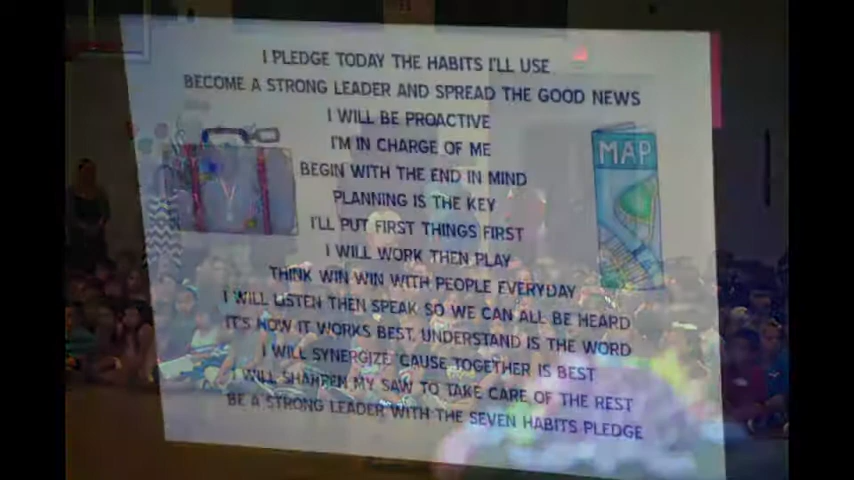 I PLEDGE TODAY THE HABITS I'LL USE
BECOME A STRONG LEADER AND SPREAD THE GOOD NEWS
I WILL BE PROACTIVE
I'M IN CHARGE OF ME
BEGIN WITH THE END IN MIND
PLANNING IS THE KEY
I'LL PUT FIRST THINGS FIRST
I WILL WORK THEN PLAY
THINK WIN WIN WITH PEOPLE EVERYDAY
I WILL LISTEN THEN SPEAK SO WE CAN ALL BE HEARD
IT'S HOW IT WORKS BEST, UNDERSTAND IS THE WORD
I WILL SYNERGIZE 'CAUSE TOGETHER IS BEST
I WILL SHARPEN MY SAW TO TAKE CARE OF THE REST
BE A STRONG LEADER WITH THE SEVEN HABITS PLEDGE
MAP